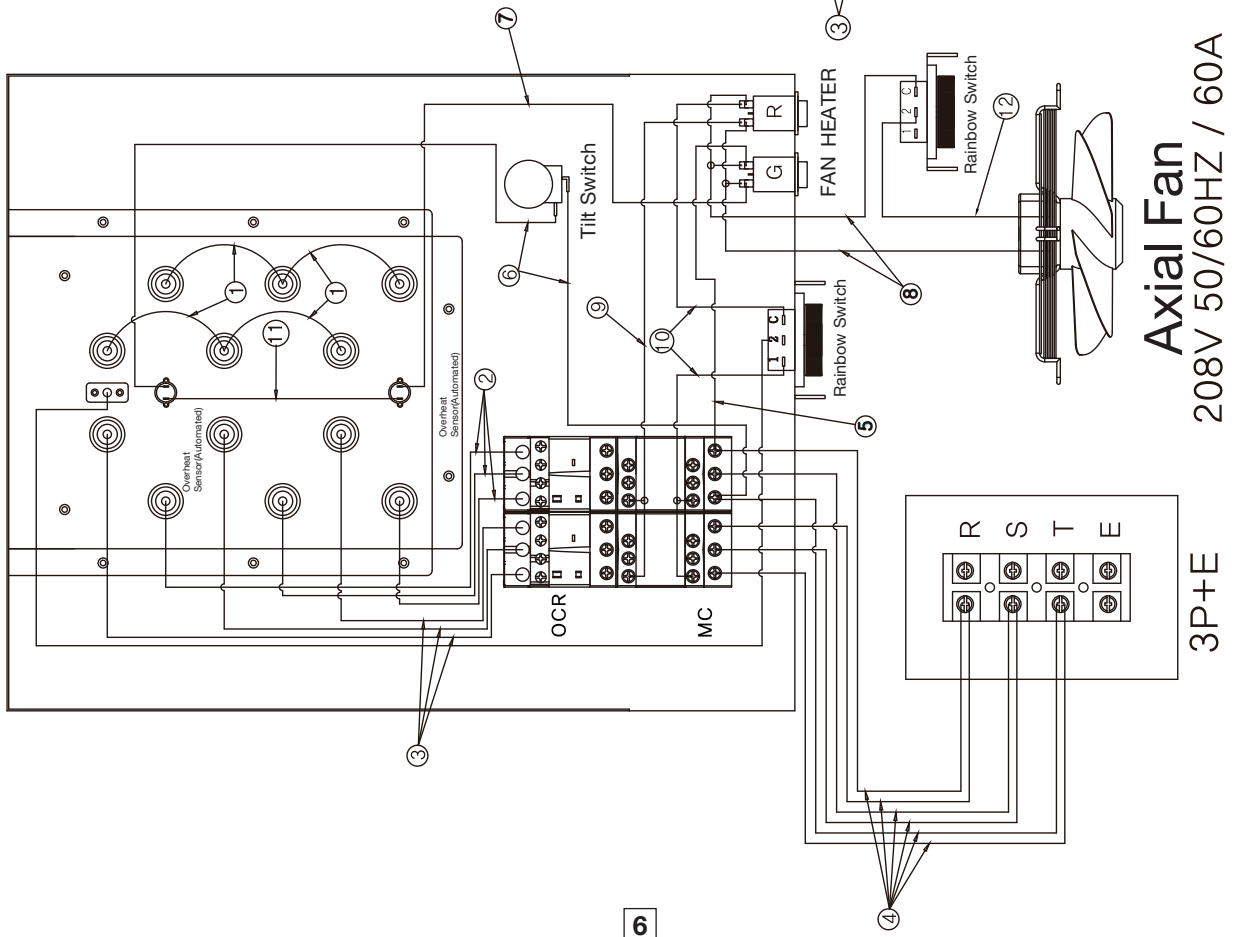 7
3
1
1
11
Overheat
Sensor(Automated)
Overheat
Sensor(Automated)
2
3
Tilt Switch
6
9
10
5
OCR
MC
1 2 C
Rainbow Switch
G
R
FAN HEATER
8
1 2 C
Rainbow Switch
12
Axial Fan
208V 50/60HZ / 60A
R
S
T
E
3P+E
4
6